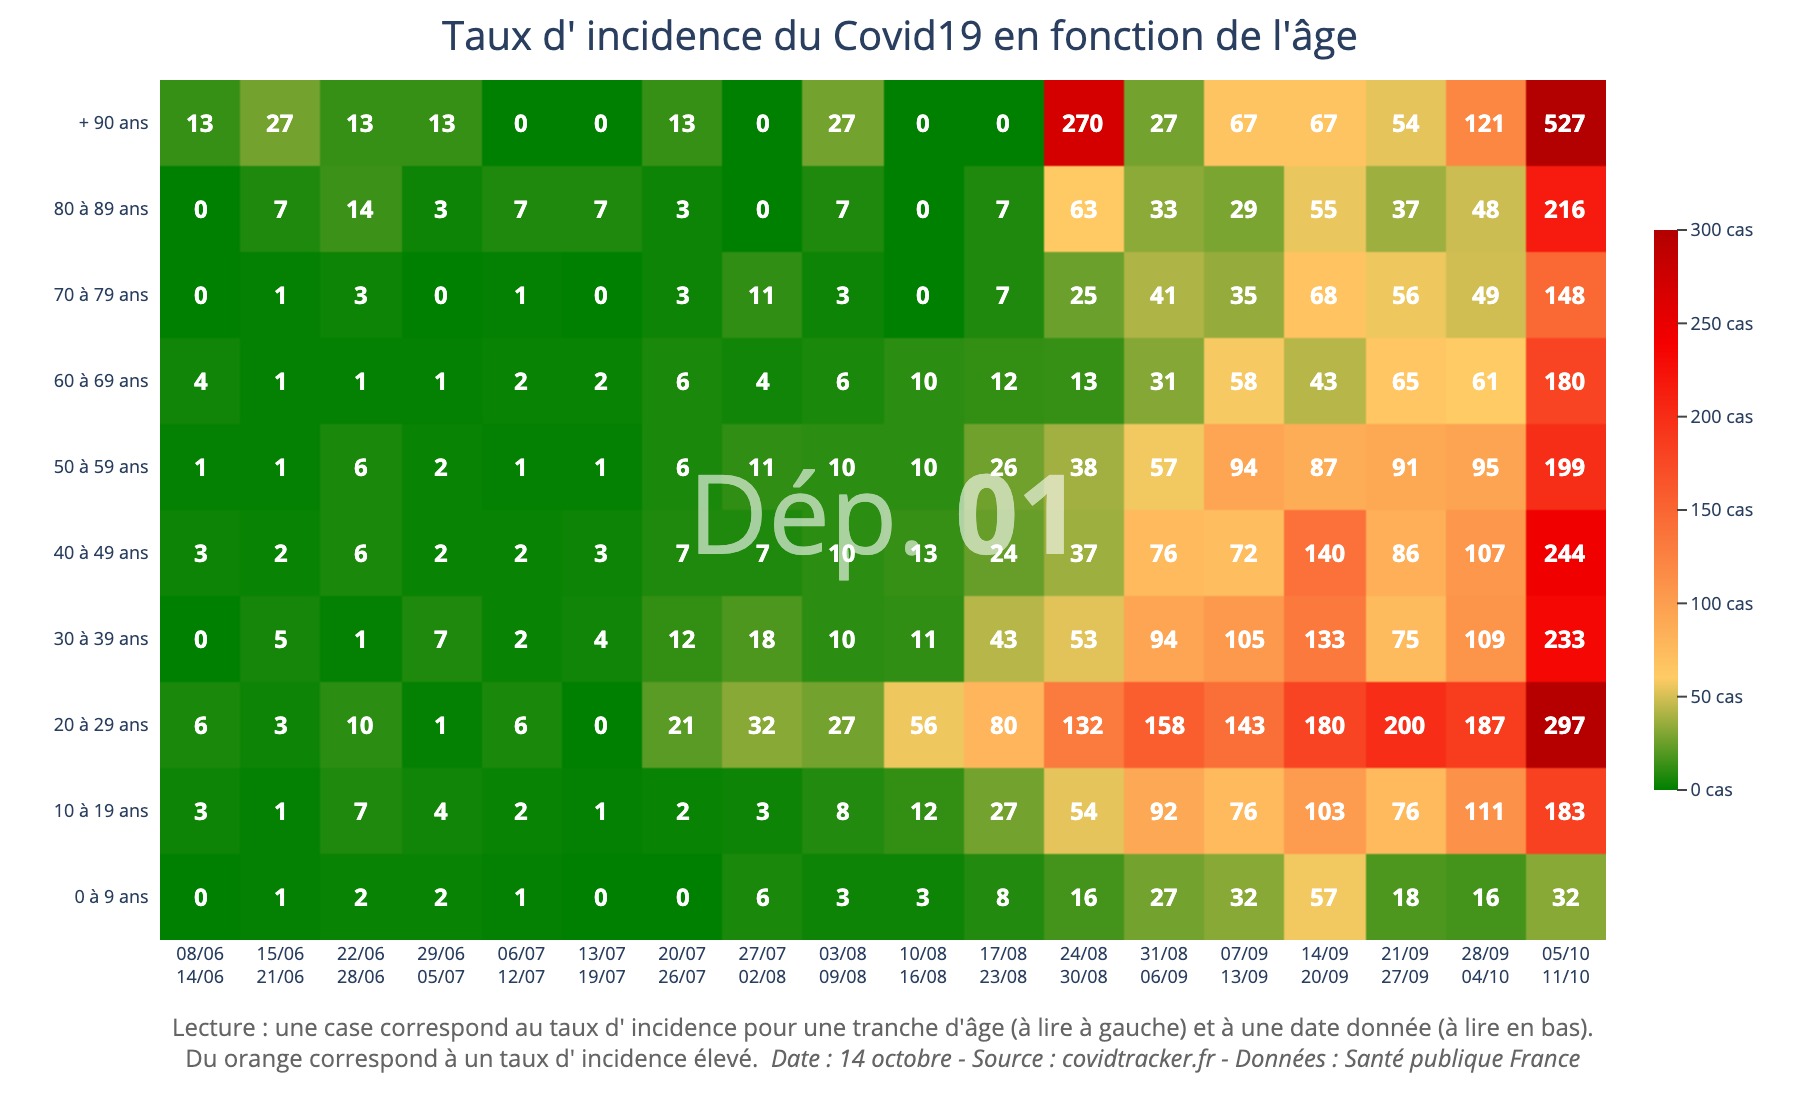 Taux d' incidence du Covid19 en fonction de l'âge
+ 90 ans 13 27 13 13 0 0 13 0 27 0 0 270 27 67 67 54 121 527
80 à 89 ans 0 7 14 3 7 7 3 0 7 0 7 63 33 29 55 37 48 216
70 à 79 ans 0 1 3 0 1 0 3 11 3 0 7 25 41 35 68 56 49 148
60 à 69 ans 4 1 1 1 2 2 6 4 6 10 12 13 31 58 43 65 61 180
50 à 59 ans 1 1 6 2 1 1 6 11 10 10 26 38 57 94 87 91 95 199
Dép. 01
40 à 49 ans 3 2 6 2 2 3 7 7 10 13 24 37 76 72 140 86 107 244
30 à 39 ans 0 5 1 7 2 4 12 18 10 11 43 53 94 105 133 75 109 233
20 à 29 ans 6 3 10 1 6 0 21 32 27 56 80 132 158 143 180 200 187 297
10 à 19 ans 3 1 7 4 2 1 2 3 8 12 27 54 92 76 103 76 111 183
0 à 9 ans 0 1 2 2 1 0 0 6 3 3 8 16 27 32 57 18 16 32
08/06 15/06 22/06 29/06 06/07 13/07 20/07 27/07 03/08 10/08 17/08 24/08 31/08 07/09 14/09 21/09 28/09 05/10
14/06 21/06 28/06 05/07 12/07 19/07 26/07 02/08 09/08 16/08 23/08 30/08 06/09 13/09 20/09 27/09 04/10 11/10
300 cas
250 cas
200 cas
150 cas
100 cas
50 cas
0 cas
Lecture : une case correspond au taux d' incidence pour une tranche d'âge (à lire à gauche) et à une date donnée (à lire en bas).
Du orange correspond à un taux d' incidence élevé. Date : 14 octobre - Source : covidtracker.fr - Données : Santé publique France